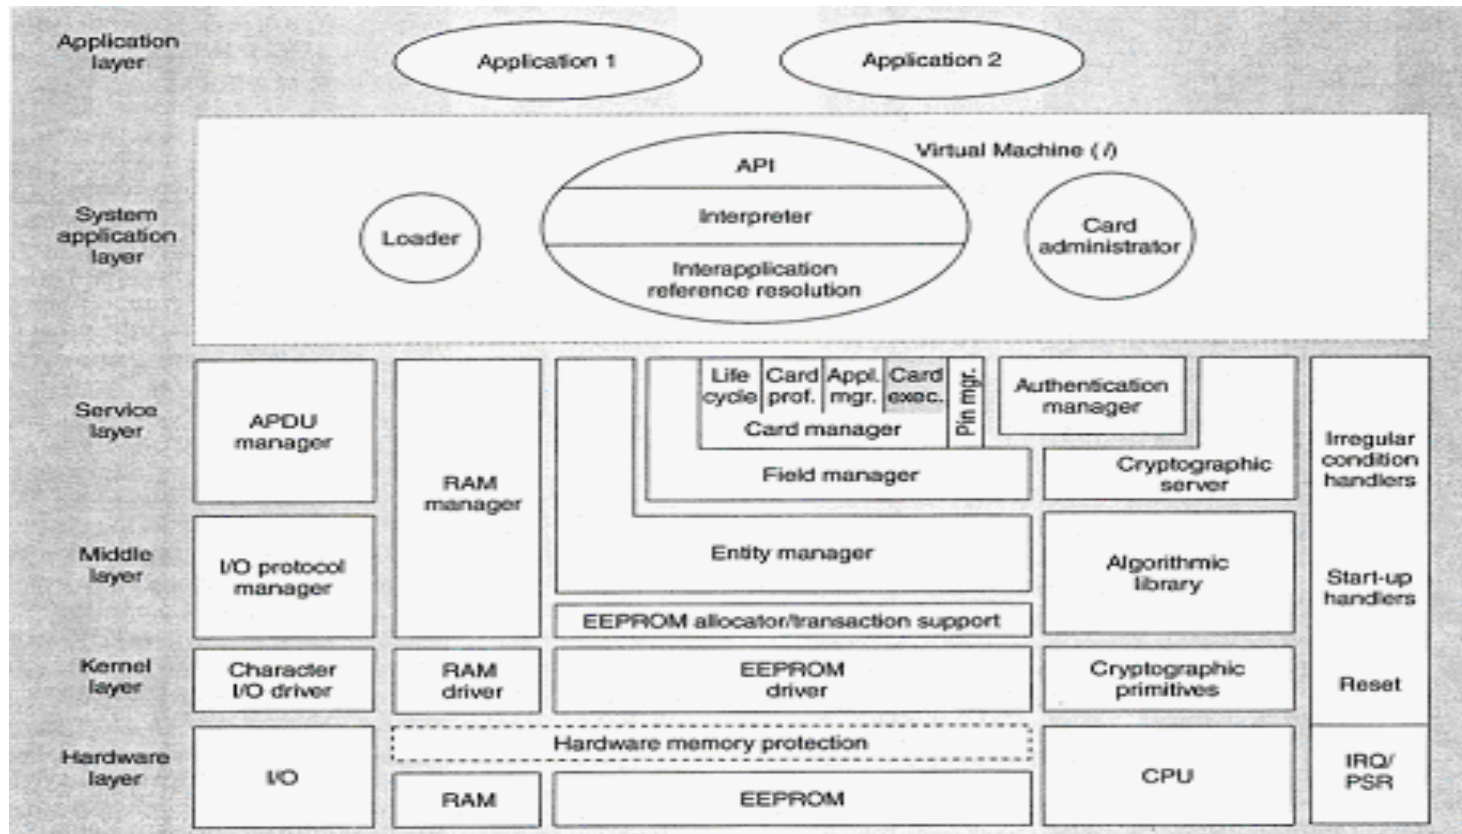 Application
layer
Application 1
Application 2
System
application
layer
Loader
API
Interpreter
Interapplication
reference resolution
Virtual Machine (i)
Card
administrator
Service
layer
APDU
manager
RAM
manager
Life
cycle
Card
prof.
Appl.
mgr.
Card
exec.
Pin mgr.
Card manager
Field manager
Authentication
manager
Cryptographic
server
Irregular
condition
handlers
Middle
layer
I/O protocol
manager
Entity manager
EEPROM allocator/transaction support
Algorithmic
library
Start-up
handlers
Kernel
layer
Character
I/O driver
RAM
driver
EEPROM
driver
Cryptographic
primitives
Reset
Hardware
layer
I/O
Hardware memory protection
RAM
EEPROM
CPU
IRQ/
PSR